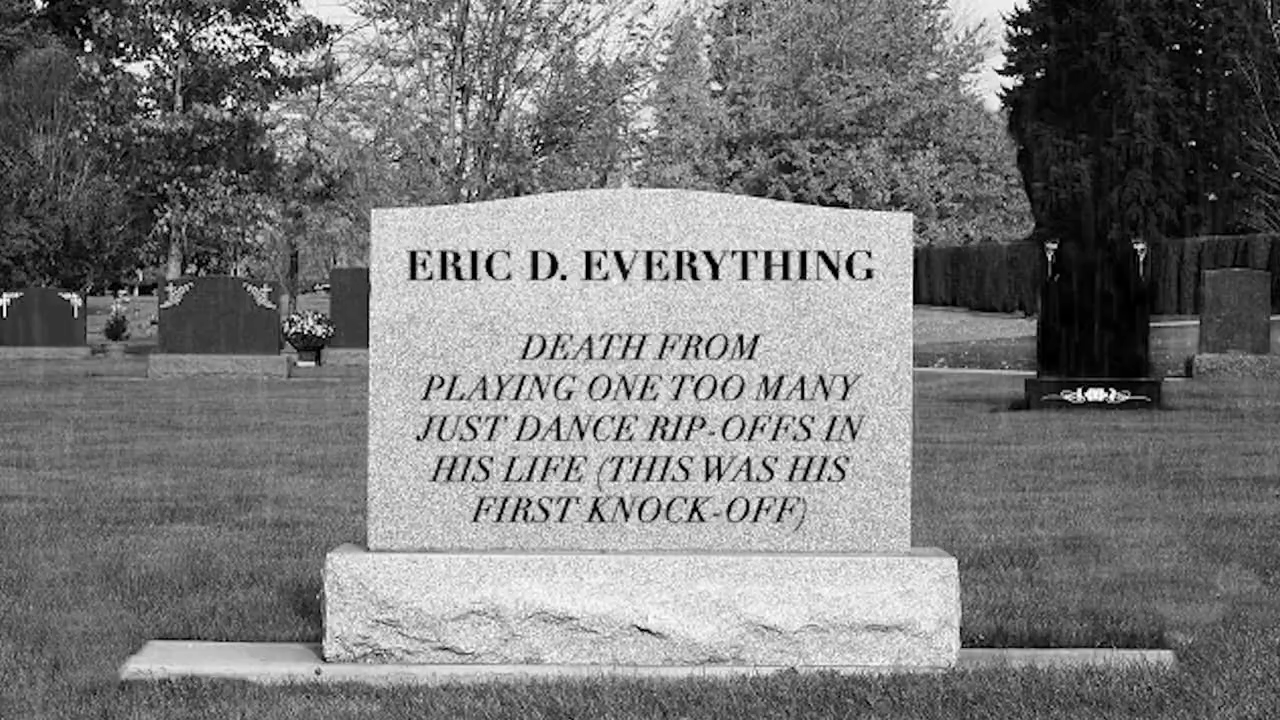 ERIC D. EVERYTHING
DEATH FROM
PLAYING ONE TOO MANY
JUST DANCE RIP-OFFS IN
HIS LIFE (THIS WAS HIS
FIRST KNOCK-OFF)